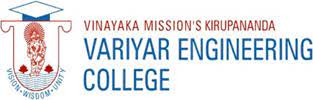 VINAYAKA MISSION'S KIRUPANANDA
VARIYAR ENGINEERING
COLLEGE
VISION-WISDOM-UNITY